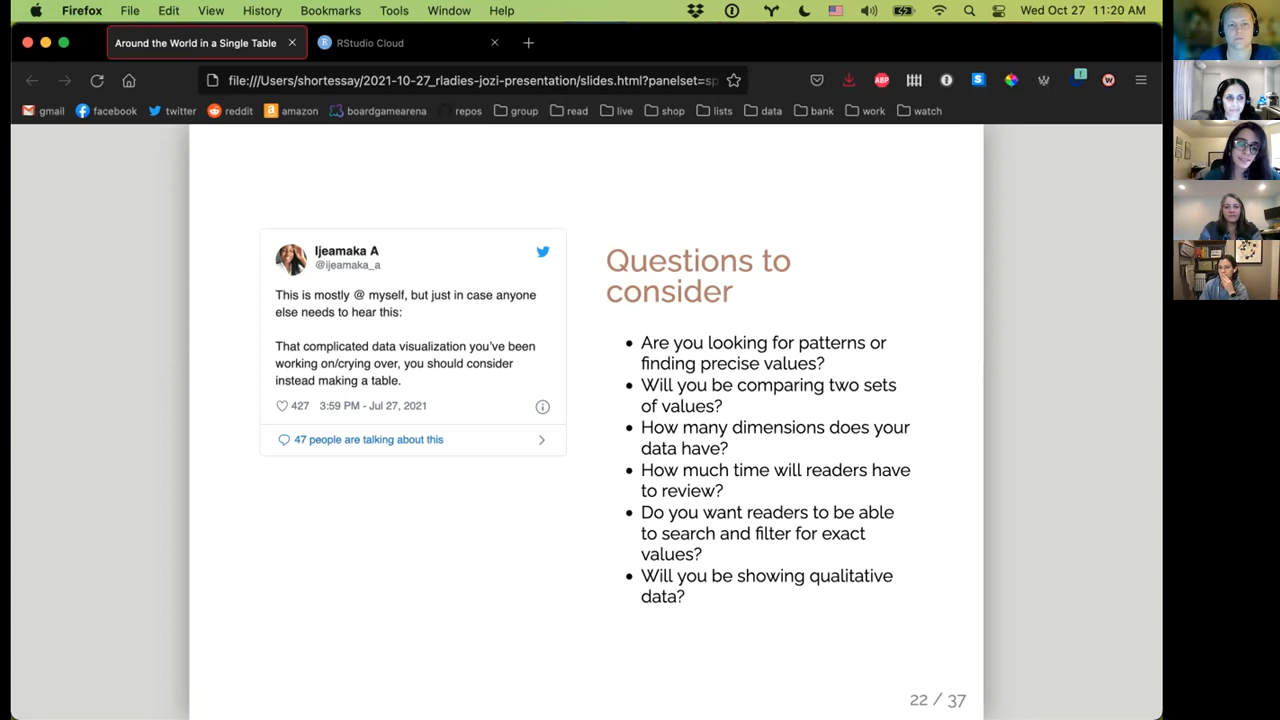 Firefox File Edit View History Bookmarks Tools Window Help Wed Oct 27 11:20 AM
Around the World in a Single Table RStudio Cloud
file:///Users/shortessay/2021-10-27_rladies-jozi-presentation/slides.html?panelset=sp
gmail facebook twitter reddit amazon boardgamearena repos group read live shop lists data bank work watch
Ijeamaka A
@ijeamaka_a
This is mostly @ myself, but just in case anyone
else needs to hear this:
That complicated data visualization you've been
working on/crying over, you should consider
instead making a table.
427 3:59 PM - Jul 27, 2021
47 people are talking about this
Questions to
consider
• Are you looking for patterns or
finding precise values?
• Will you be comparing two sets
of values?
• How many dimensions does your
data have?
• How much time will readers have
to review?
• Do you want readers to be able
to search and filter for exact
values?
• Will you be showing qualitative
data?
22 / 37